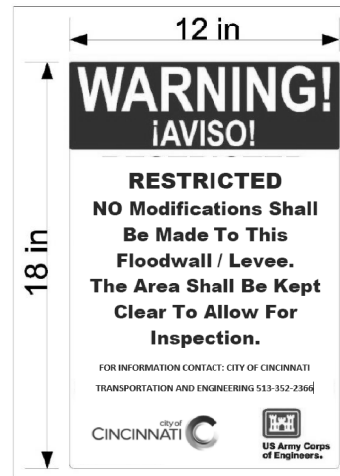 12 in
18 in
WARNING!
¡AVISO!
RESTRICTED
NO Modifications Shall
Be Made To This
Floodwall / Levee.
The Area Shall Be Kept
Clear To Allow For
Inspection.
FOR INFORMATION CONTACT: CITY OF CINCINNATI
TRANSPORTATION AND ENGINEERING 513-352-2366
city of
CINCINNATI
US Army Corps
of Engineers.